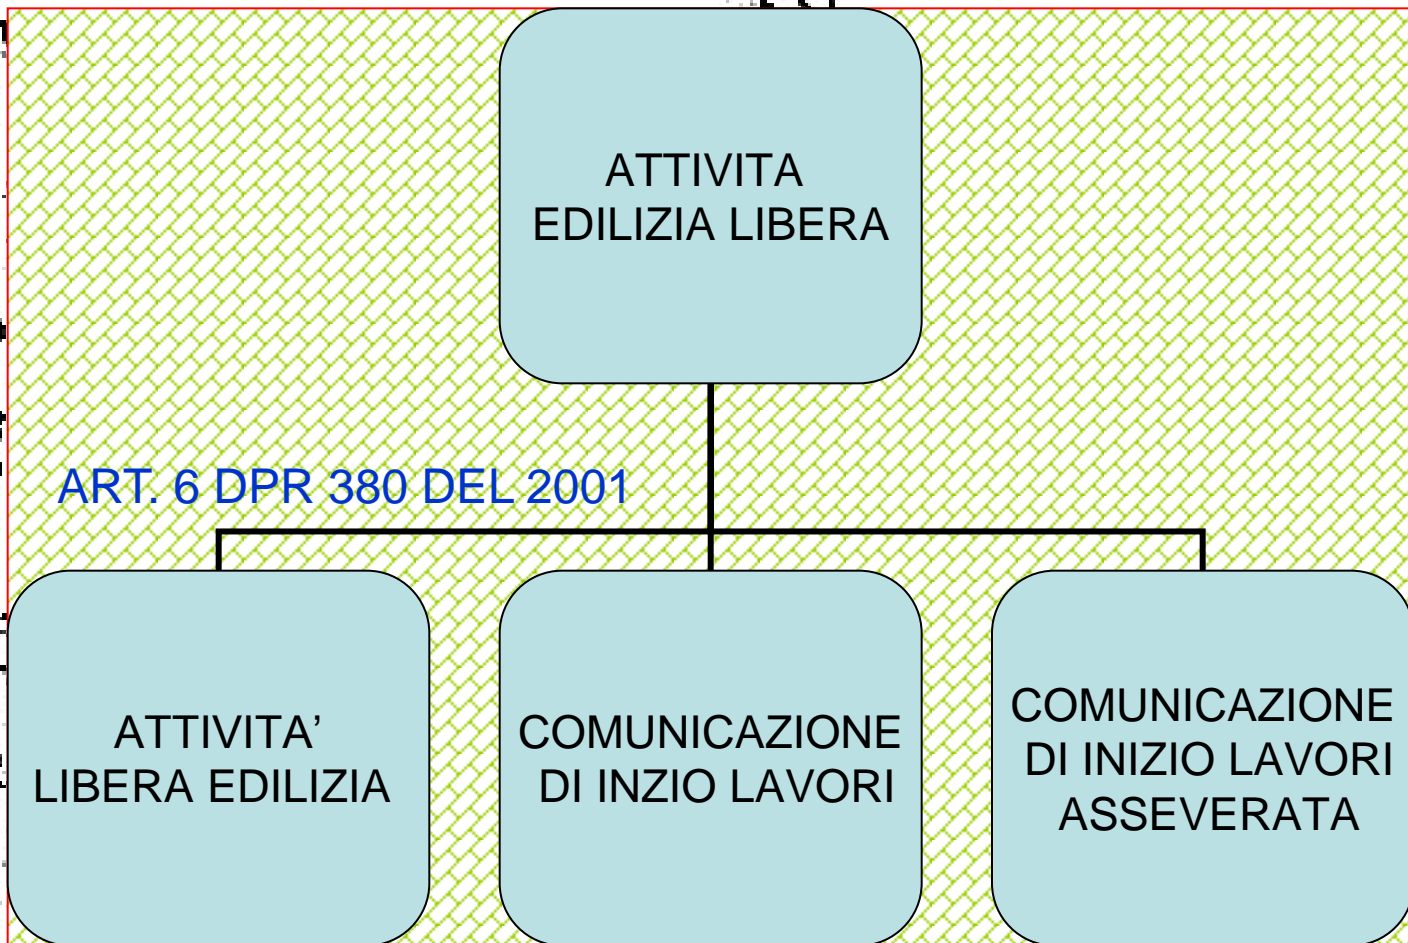 ATTIVITA
EDILIZIA LIBERA
ART. 6 DPR 380 DEL 2001
ATTIVITA’
LIBERA EDILIZIA
COMUNICAZIONE
DI INZIO LAVORI
COMUNICAZIONE
DI INIZIO LAVORI
ASSEVERATA